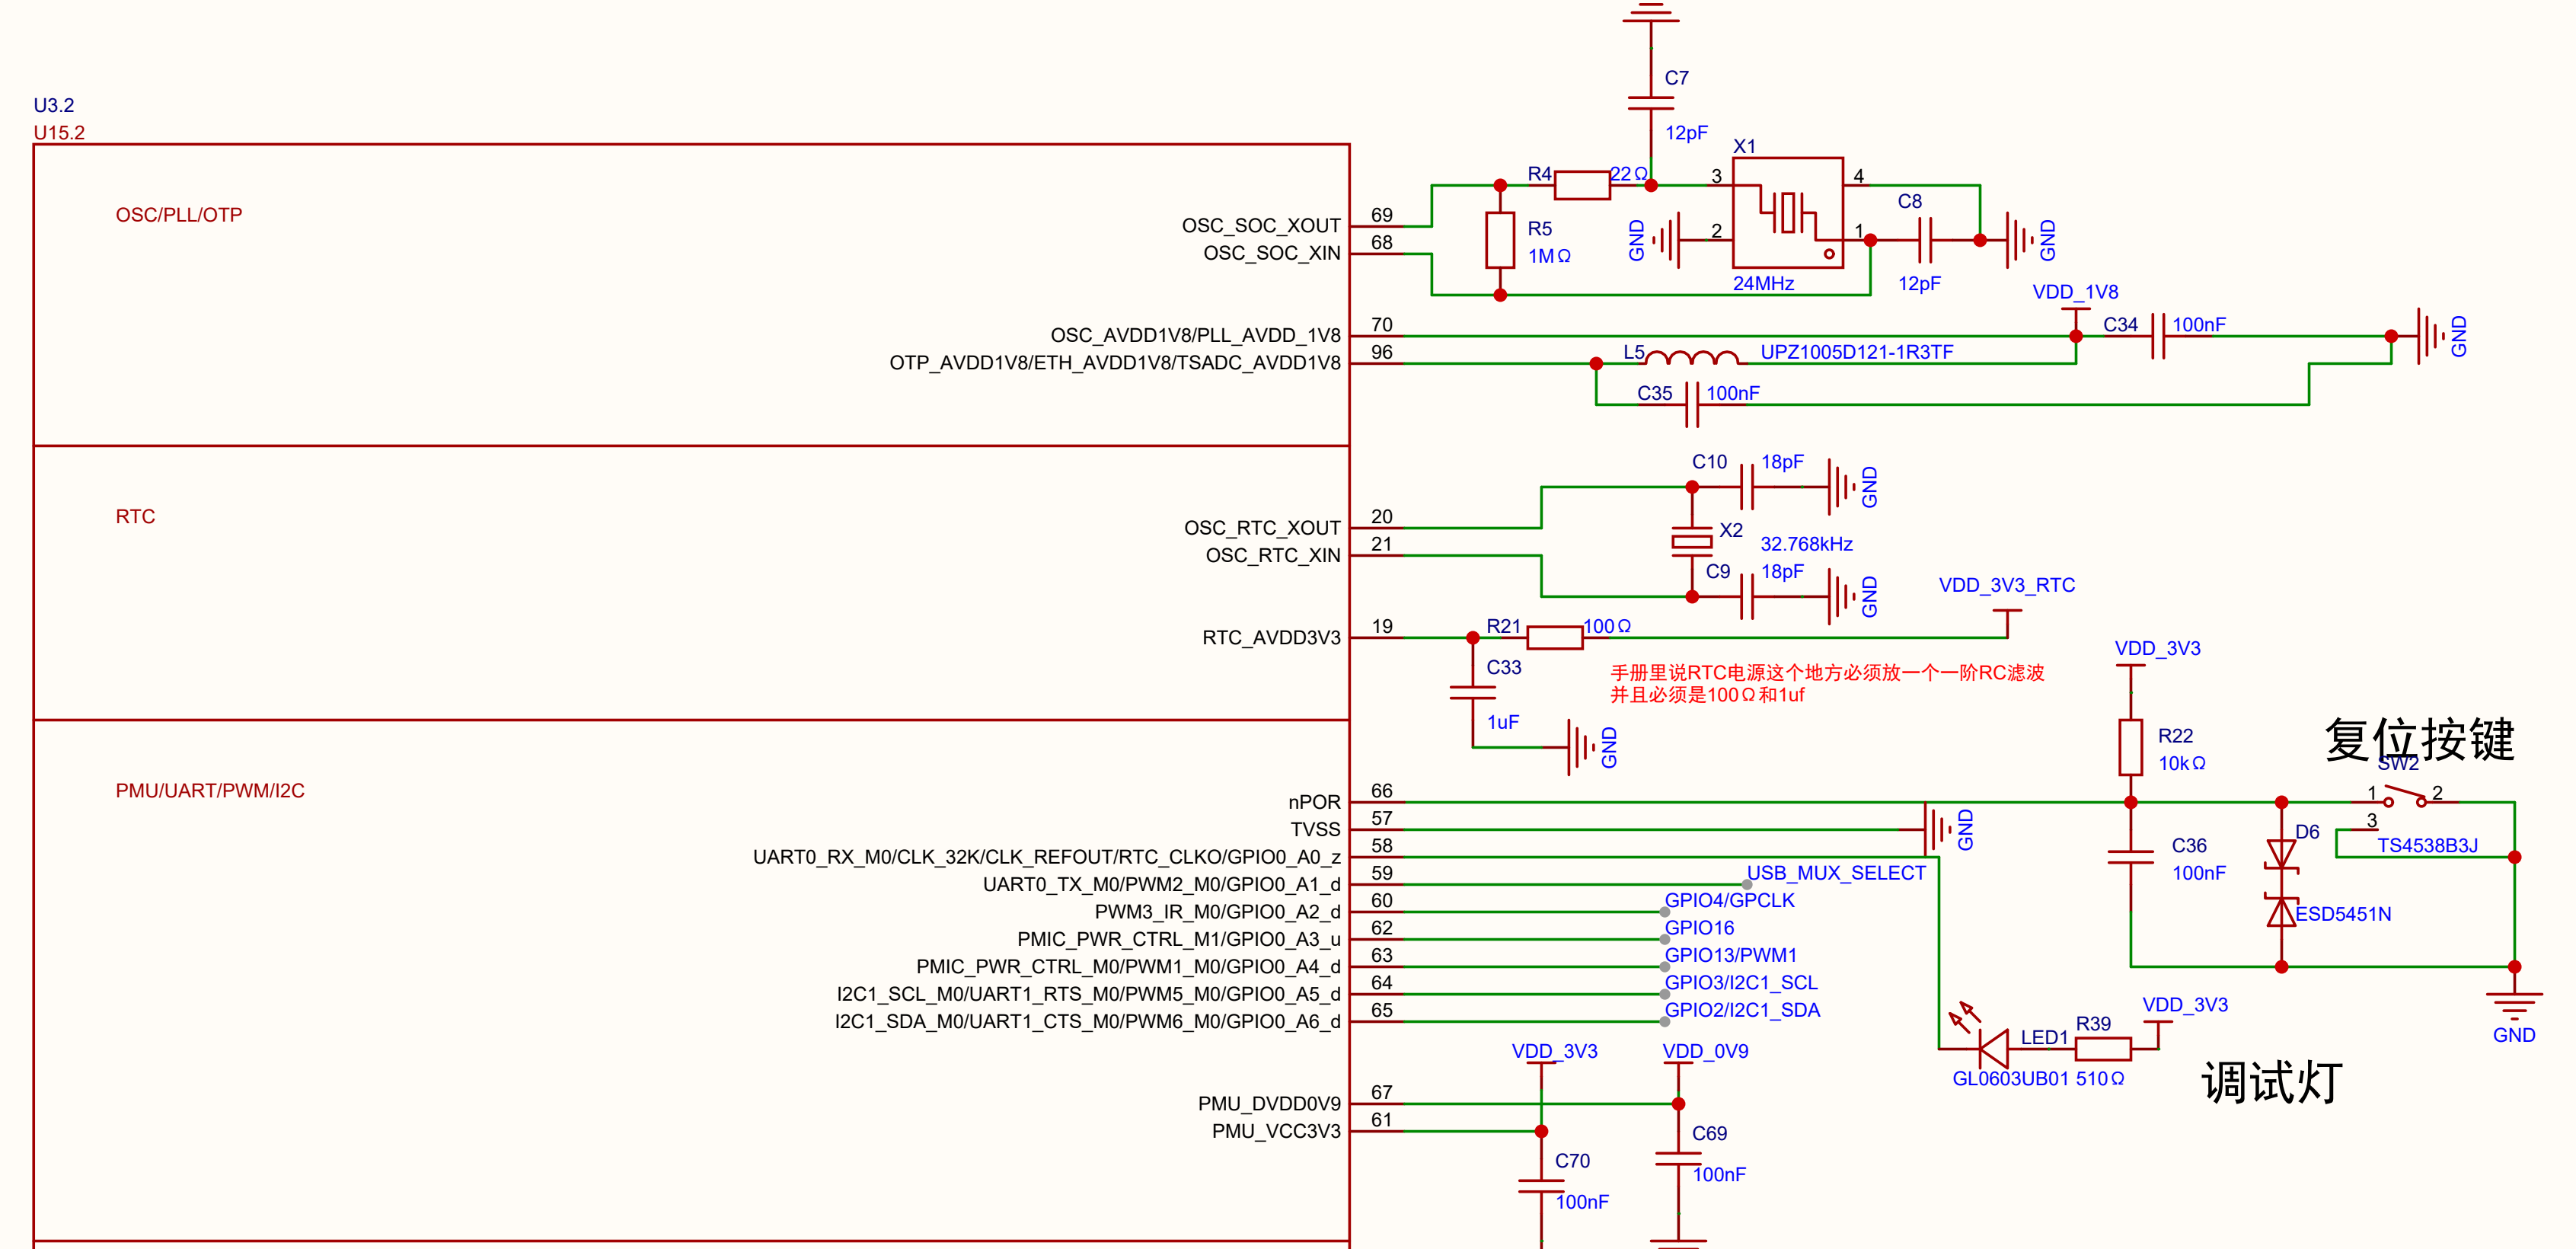 C7
12pF
U3.2
U15.2
OSC/PLL/OTP
OSC_SOC_XOUT
69
OSC_SOC_XIN
68
R4
22Ω
R5
1MΩ
X1
3
4
2
1
24MHz
GND
C8
12pF
GND
OSC_AVDD1V8/PLL_AVDD_1V8
70
OTP_AVDD1V8/ETH_AVDD1V8/TSADC_AVDD1V8
96
L5
UPZ1005D121-1R3TF
C35
100nF
VDD_1V8
C34
100nF
GND
RTC
OSC_RTC_XOUT
20
OSC_RTC_XIN
21
C10
18pF
GND
X2
32.768kHz
C9
18pF
GND
RTC_AVDD3V3
19
R21
100Ω
VDD_3V3_RTC
C33
1uF
GND
手册里说RTC电源这个地方必须放一个一阶RC滤波
并且必须是100Ω和1uf
PMU/UART/PWM/I2C
nPOR
66
TVSS
57
GND
UART0_RX_M0/CLK_32K/CLK_REFOUT/RTC_CLKO/GPIO0_A0_z
58
UART0_TX_M0/PWM2_M0/GPIO0_A1_d
59
USB_MUX_SELECT
PWM3_IR_M0/GPIO0_A2_d
60
GPIO4/GPCLK
PMIC_PWR_CTRL_M1/GPIO0_A3_u
62
GPIO16
PMIC_PWR_CTRL_M0/PWM1_M0/GPIO0_A4_d
63
GPIO13/PWM1
I2C1_SCL_M0/UART1_RTS_M0/PWM5_M0/GPIO0_A5_d
64
GPIO3/I2C1_SCL
I2C1_SDA_M0/UART1_CTS_M0/PWM6_M0/GPIO0_A6_d
65
GPIO2/I2C1_SDA
VDD_3V3
R22
10kΩ
C36
100nF
D6
ESD5451N
复位按键
SW2
1
2
3
TS4538B3J
GND
LED1
GL0603UB01
R39
510Ω
VDD_3V3
调试灯
PMU_DVDD0V9
67
PMU_VCC3V3
61
VDD_3V3
VDD_0V9
C69
100nF
C70
100nF